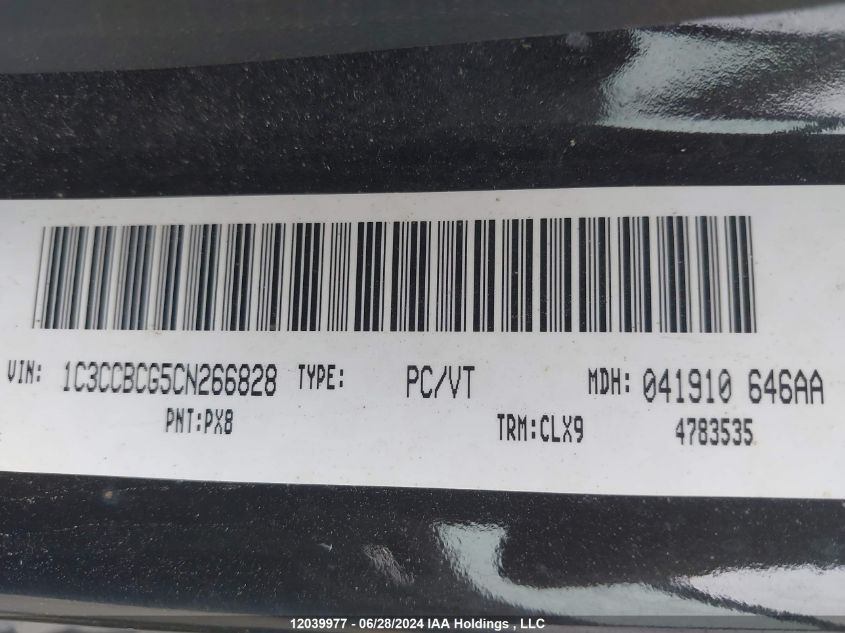 VIN: 1C3CCBCG5CN266828 TYPE: PC/VT MDH: 041910 646AA
PNT:PX8 TRM:CLX9 4783535
12039977 - 06/28/2024 IAA Holdings , LLC